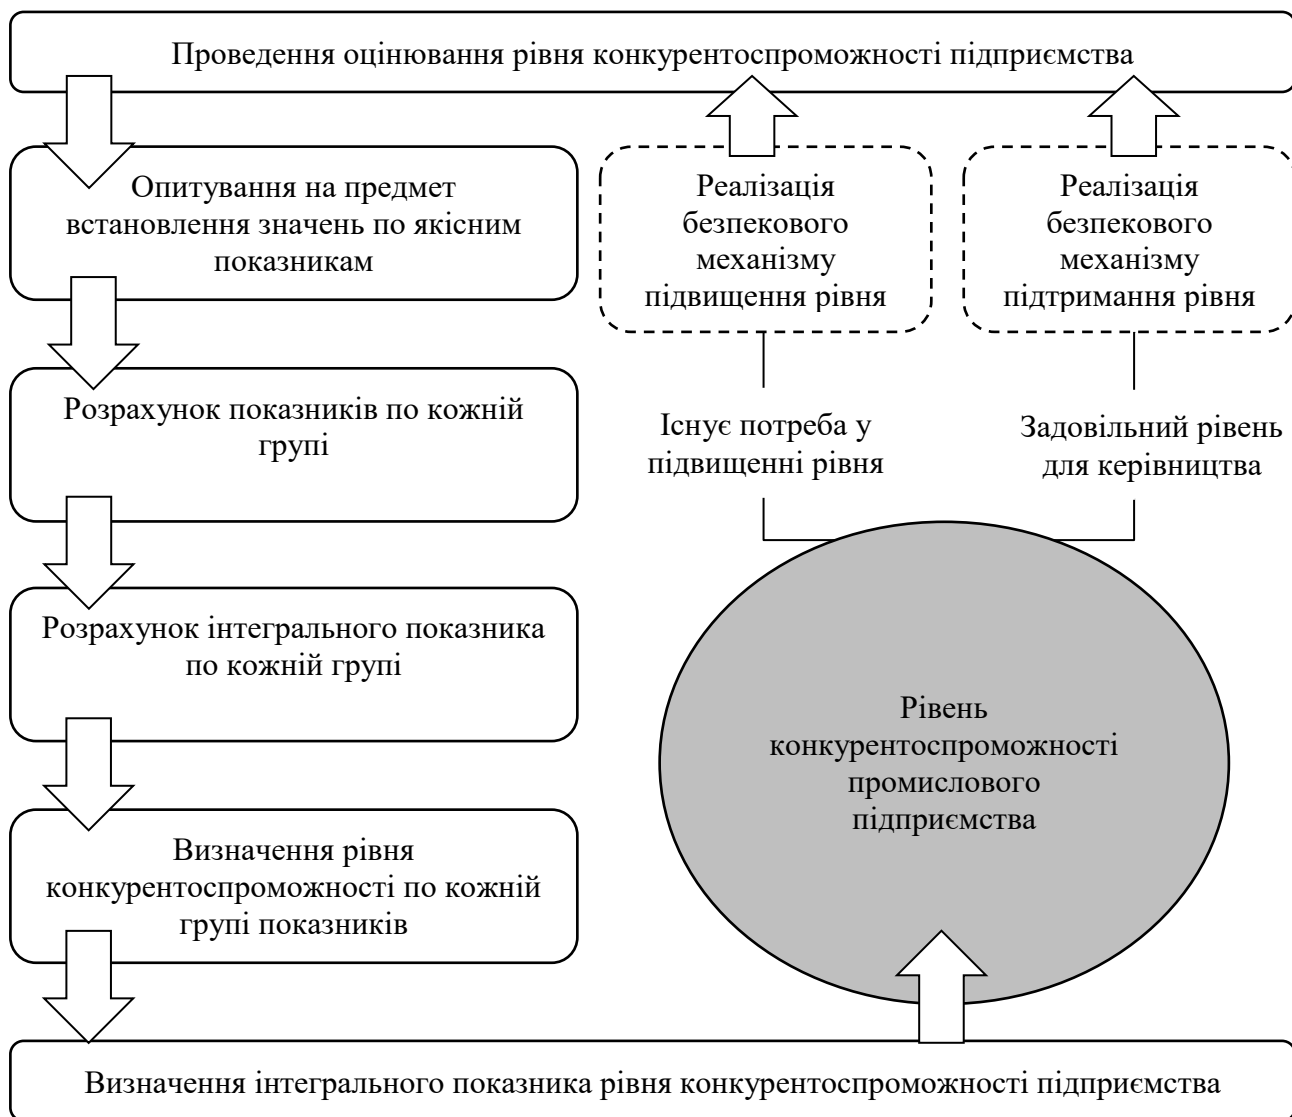 Проведення оцінювання рівня конкурентоспроможності підприємства
Опитування на предмет
встановлення значень по якісним
показникам
Розрахунок показників по кожній
групі
Розрахунок інтегрального показника
по кожній групі
Визначення рівня
конкурентоспроможності по кожній
групі показників
Реалізація
безпекового
механізму
підвищення рівня
Реалізація
безпекового
механізму
підтримання рівня
Існує потреба у
підвищенні рівня
Задовільний рівень
для керівництва
Рівень
конкурентоспроможності
промислового
підприємства
Визначення інтегрального показника рівня конкурентоспроможності підприємства